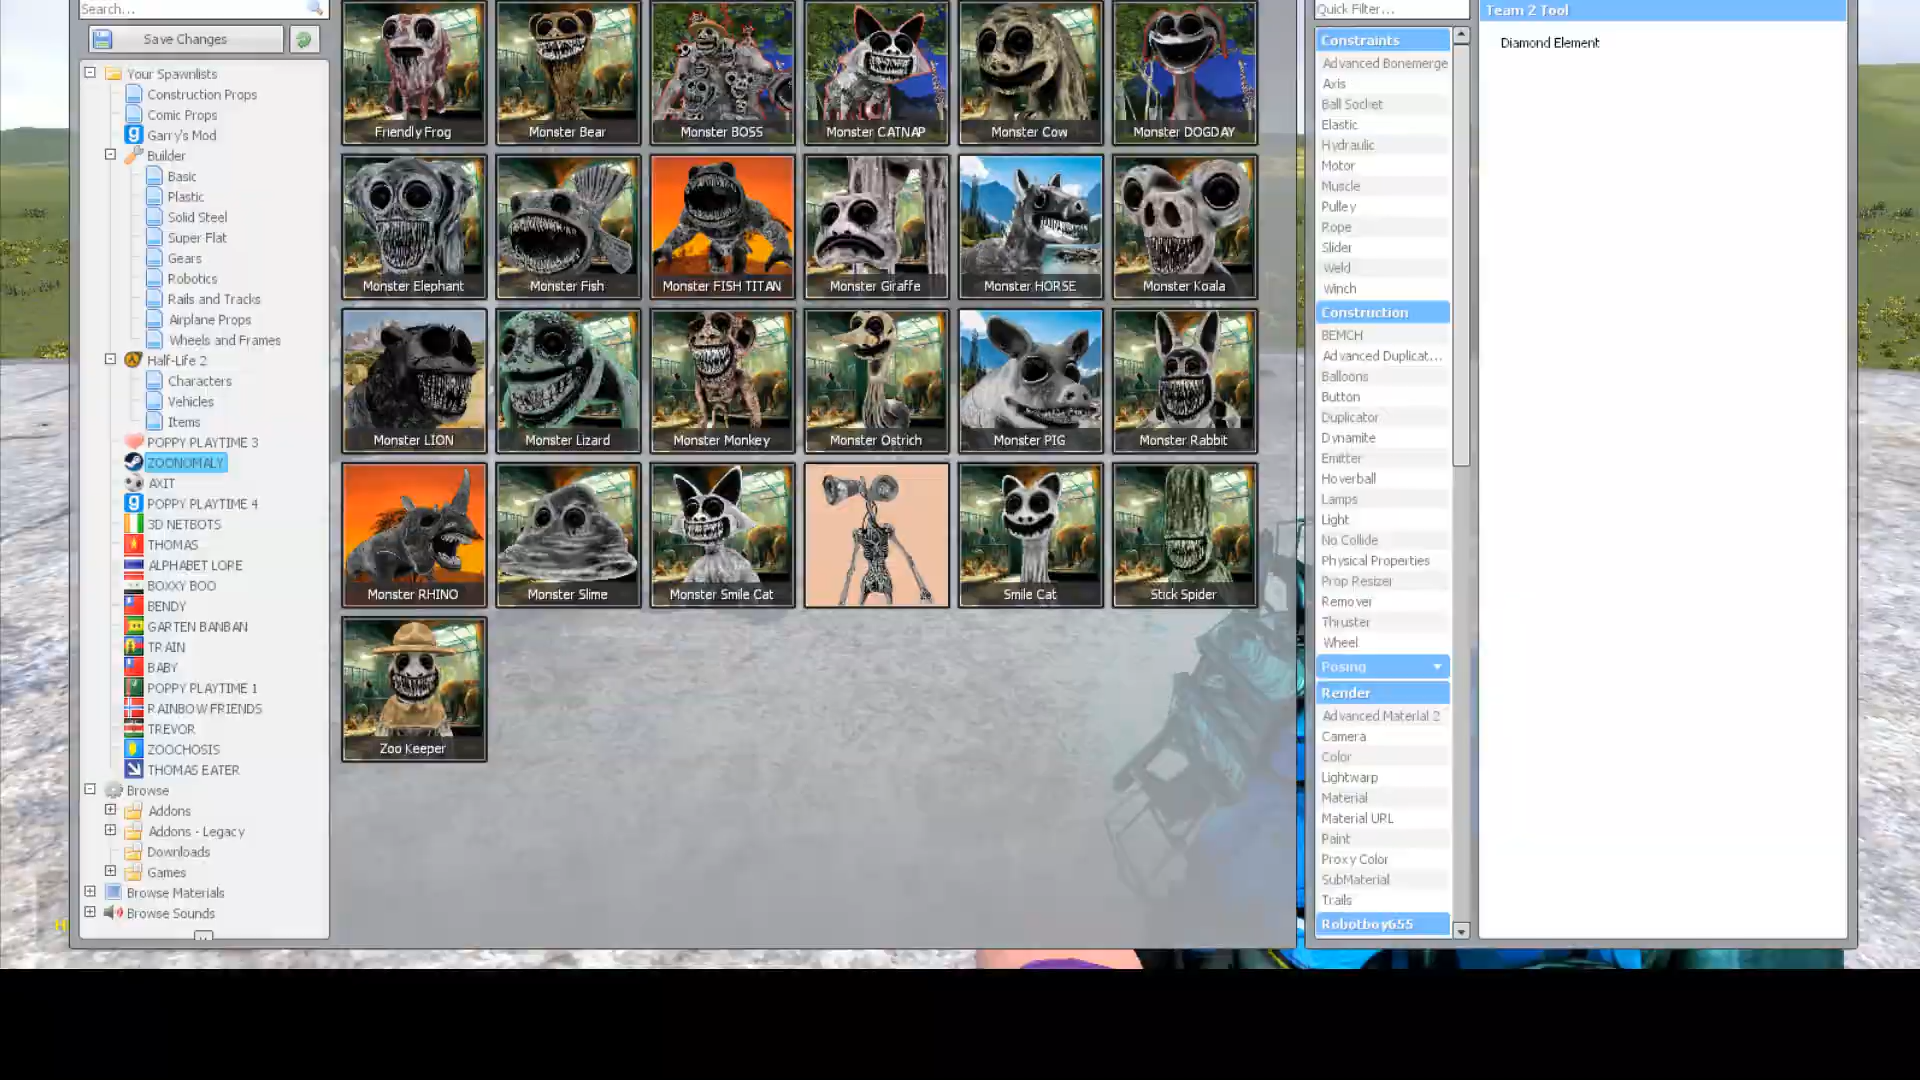 Search...
Save Changes
Your Spawnlists
Construction Props
Comic Props
Garry's Mod
Builder
Basic
Plastic
Solid Steel
Super Flat
Gears
Robotics
Rails and Tracks
Airplane Props
Wheels and Frames
Half-Life 2
Characters
Vehicles
Items
POPPY PLAYTIME 3
ZOONOMALY
AXIT
POPPY PLAYTIME 4
3D NETBOTS
THOMAS
ALPHABET LORE
BOXXY BOO
BENDY
GARTEN BANBAN
TRAIN
BABY
POPPY PLAYTIME 1
RAINBOW FRIENDS
TREVOR
ZOOCHOSIS
THOMAS EATER
Browse
Addons
Addons - Legacy
Downloads
Games
Browse Materials
Browse Sounds
Friendly Frog
Monster Bear
Monster BOSS
Monster CATNAP
Monster Cow
Monster DOGDAY
Monster Elephant
Monster Fish
Monster FISH TITAN
Monster Giraffe
Monster HORSE
Monster Koala
Monster LION
Monster Lizard
Monster Monkey
Monster Ostrich
Monster PIG
Monster Rabbit
Monster RHINO
Monster Slime
Monster Smile Cat
Smile Cat
Stick Spider
Zoo Keeper
Quick Filter...
Constraints
Advanced Bonemerge
Axis
Ball Socket
Elastic
Hydraulic
Motor
Muscle
Pulley
Rope
Slider
Weld
Winch
Construction
BEMCH
Advanced Duplicat...
Balloons
Button
Duplicator
Dynamite
Emitter
Hoverball
Lamps
Light
No Collide
Physical Properties
Prop Resizer
Remover
Thruster
Wheel
Posing
Render
Advanced Material 2
Camera
Color
Lightwarp
Material
Material URL
Paint
Proxy Color
SubMaterial
Trails
Robotboy655
Team 2 Tool
Diamond Element